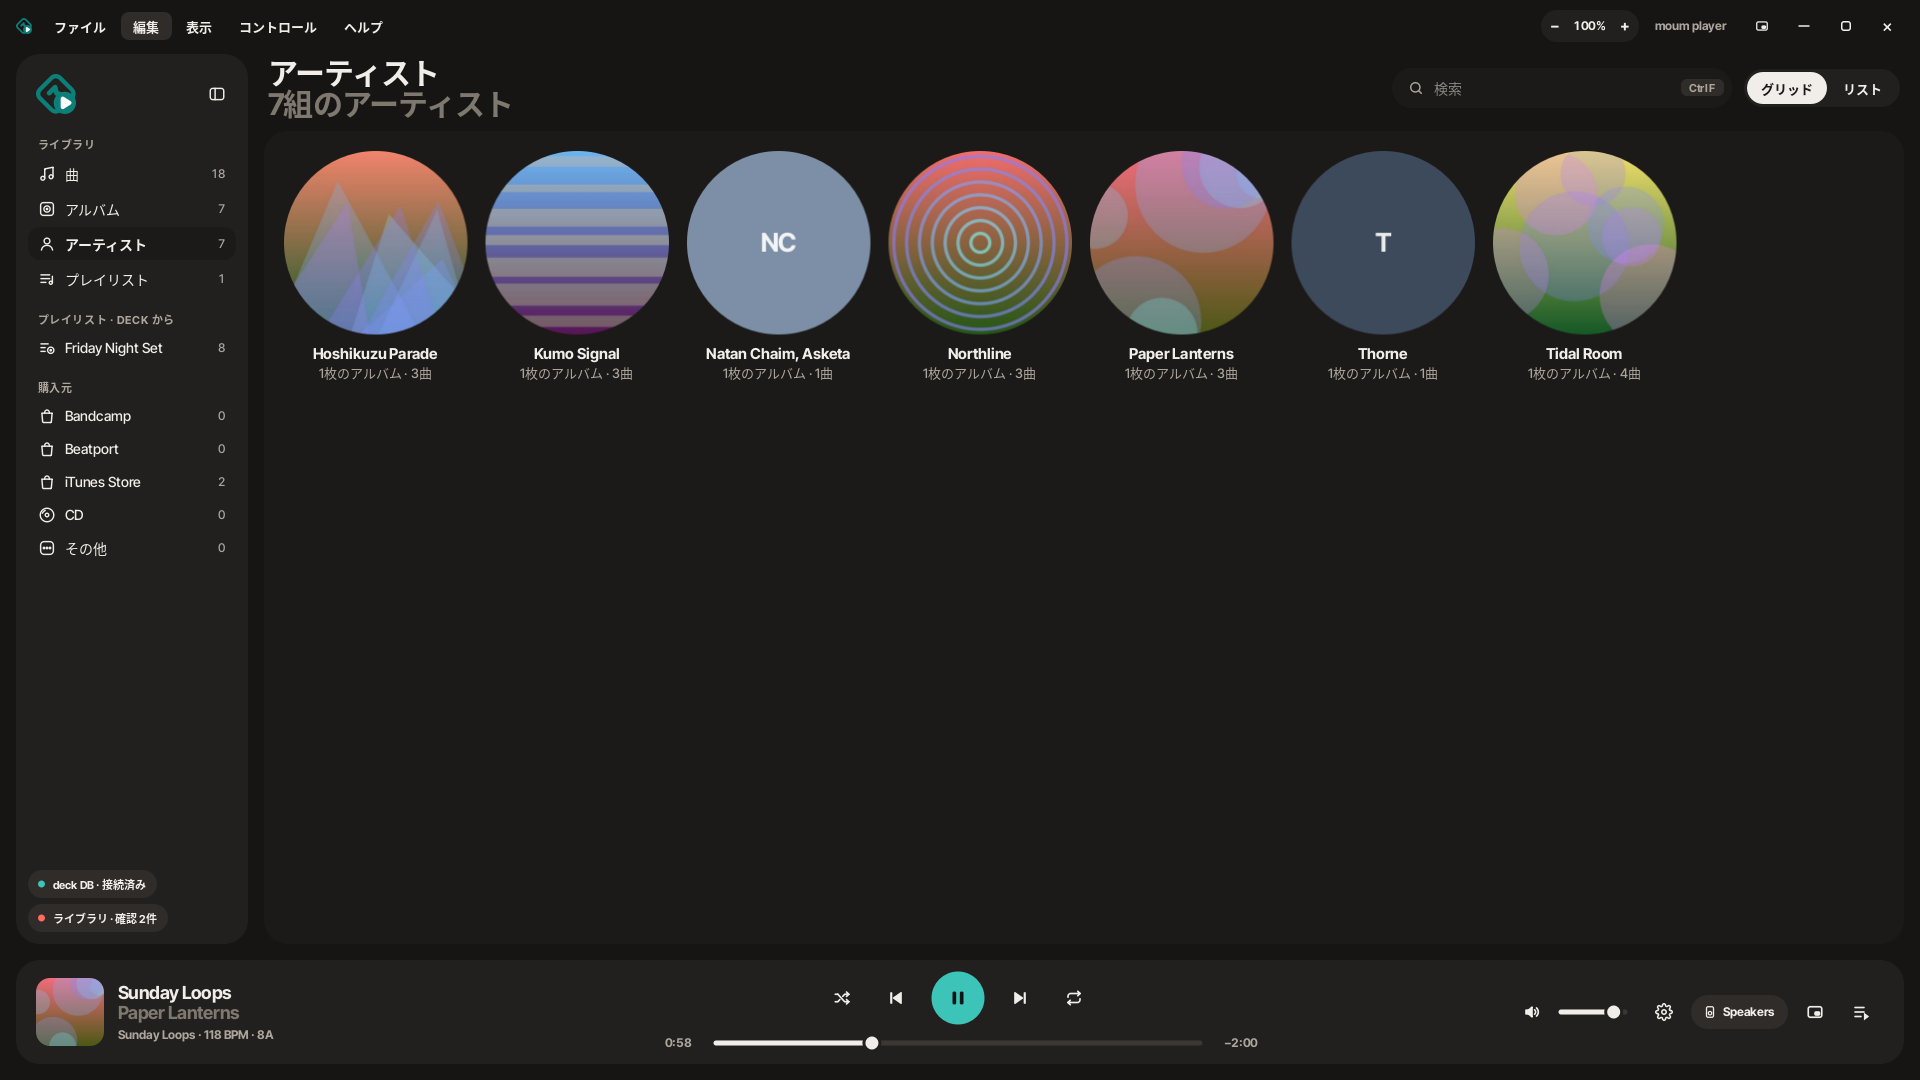 ファイル 編集 表示 コントロール ヘルプ
− 100% +
moum player
アーティスト
7組のアーティスト
検索 Ctrl F
グリッド リスト
ライブラリ
曲 18
アルバム 7
アーティスト 7
プレイリスト 1
プレイリスト · DECK から
Friday Night Set 8
購入元
Bandcamp 0
Beatport 0
iTunes Store 2
CD 0
その他 0
deck DB · 接続済み
ライブラリ · 確認 2件
Hoshikuzu Parade
1枚のアルバム · 3曲
Kumo Signal
1枚のアルバム · 3曲
NC
Natan Chaim, Asketa
1枚のアルバム · 1曲
Northline
1枚のアルバム · 3曲
Paper Lanterns
1枚のアルバム · 3曲
T
Thorne
1枚のアルバム · 1曲
Tidal Room
1枚のアルバム · 4曲
Sunday Loops
Paper Lanterns
Sunday Loops · 118 BPM · 8A
0:58
−2:00
Speakers